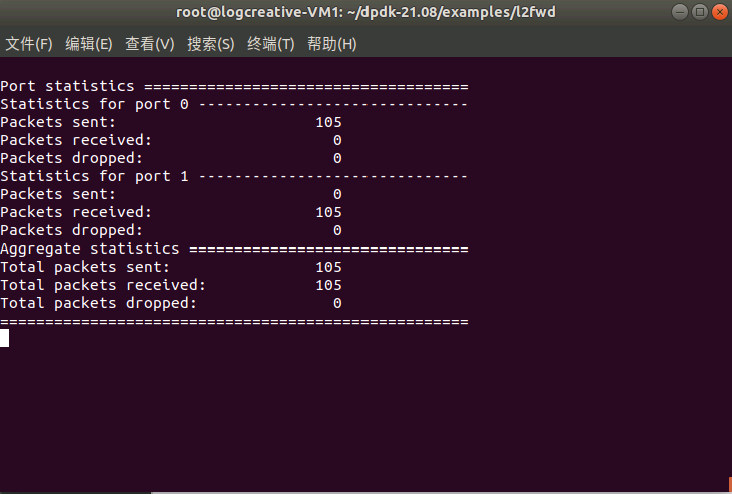 root@logcreative-VM1: ~/dpdk-21.08/examples/l2fwd
文件(F) 编辑(E) 查看(V) 搜索(S) 终端(T) 帮助(H)
Port statistics ====================================
Statistics for port 0 ------------------------------
Packets sent: 105
Packets received: 0
Packets dropped: 0
Statistics for port 1 ------------------------------
Packets sent: 0
Packets received: 105
Packets dropped: 0
Aggregate statistics ===============================
Total packets sent: 105
Total packets received: 105
Total packets dropped: 0
====================================================